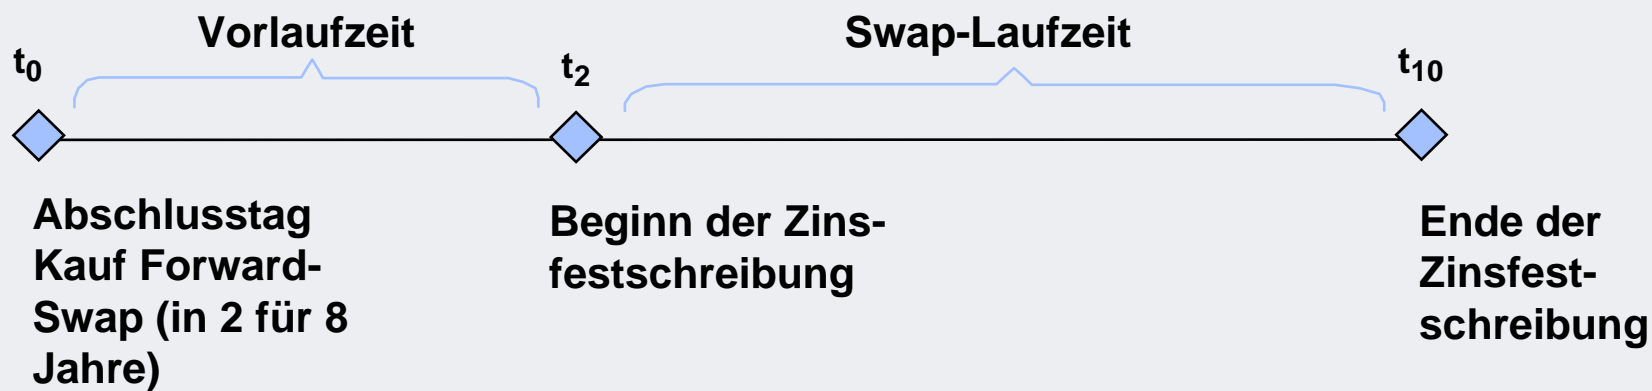 Vorlaufzeit
Swap-Laufzeit
t0
t2
t10
Abschlusstag
Kauf Forward-
Swap (in 2 für 8
Jahre)
Beginn der Zins-
festschreibung
Ende der
Zinsfest-
schreibung